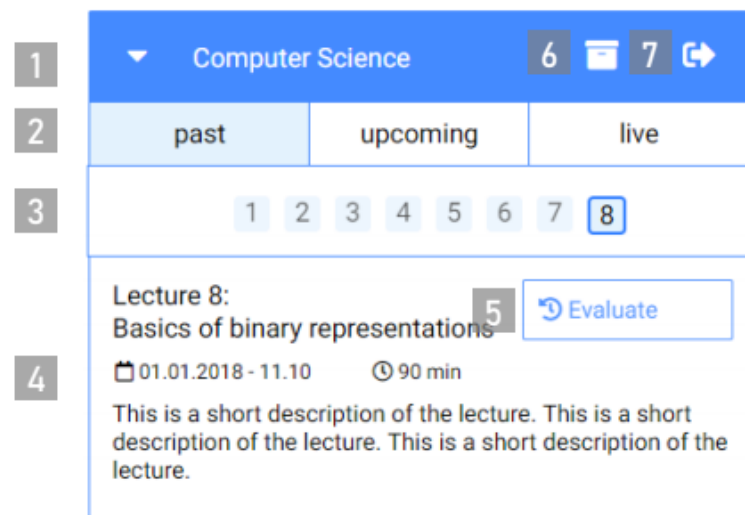 1 Computer Science 6 7
2 past upcoming live
3 1 2 3 4 5 6 7 8
Lecture 8:
5 Evaluate
Basics of binary representations
4 01.01.2018 - 11.10 90 min
This is a short description of the lecture. This is a short
description of the lecture. This is a short description of the
lecture.